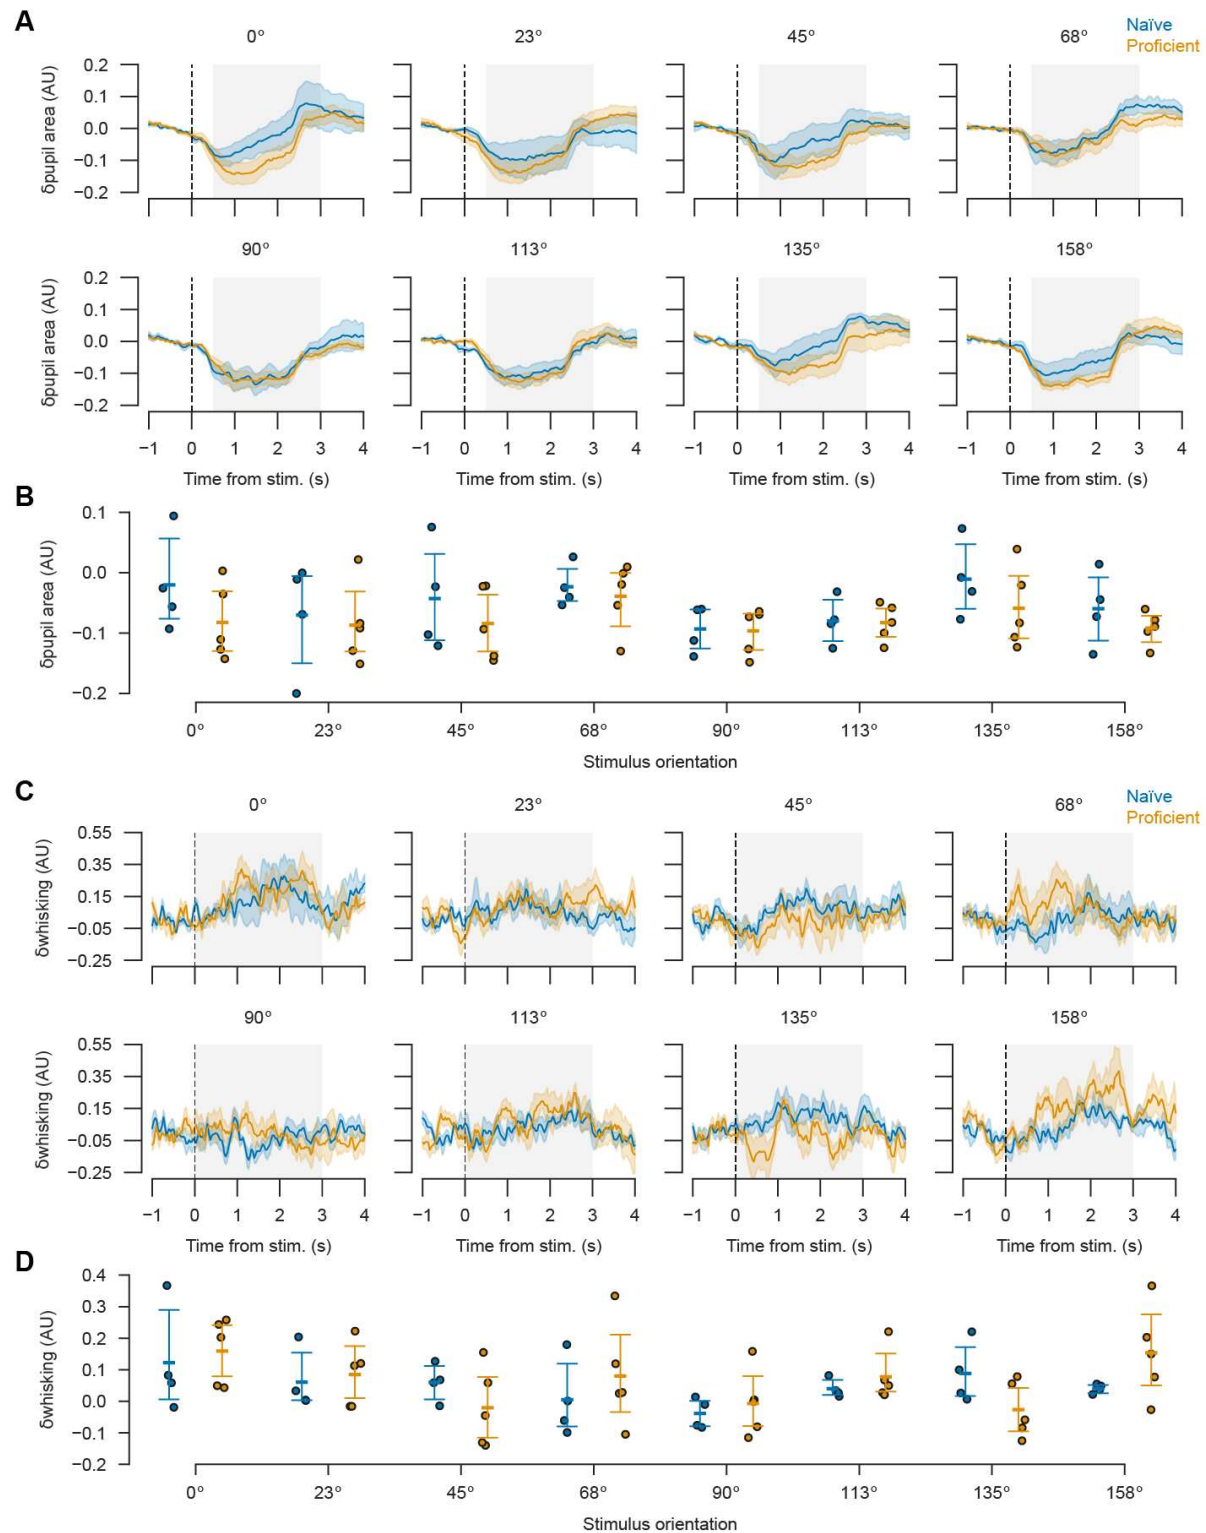 A
Naïve
Proficient
0° 23° 45° 68°
δpupil area (AU)
0.2
0.1
0.0
−0.1
−0.2
90° 113° 135° 158°
δpupil area (AU)
0.2
0.1
0.0
−0.1
−0.2
−1 0 1 2 3 4 −1 0 1 2 3 4 −1 0 1 2 3 4 −1 0 1 2 3 4
Time from stim. (s) Time from stim. (s) Time from stim. (s) Time from stim. (s)
B
δpupil area (AU)
0.1
0.0
−0.1
−0.2
0° 23° 45° 68° 90° 113° 135° 158°
Stimulus orientation
C
Naïve
Proficient
0° 23° 45° 68°
δwhisking (AU)
0.55
0.35
0.15
−0.05
−0.25
90° 113° 135° 158°
δwhisking (AU)
0.55
0.35
0.15
−0.05
−0.25
−1 0 1 2 3 4 −1 0 1 2 3 4 −1 0 1 2 3 4 −1 0 1 2 3 4
Time from stim. (s) Time from stim. (s) Time from stim. (s) Time from stim. (s)
D
δwhisking (AU)
0.4
0.3
0.2
0.1
0.0
−0.1
−0.2
0° 23° 45° 68° 90° 113° 135° 158°
Stimulus orientation